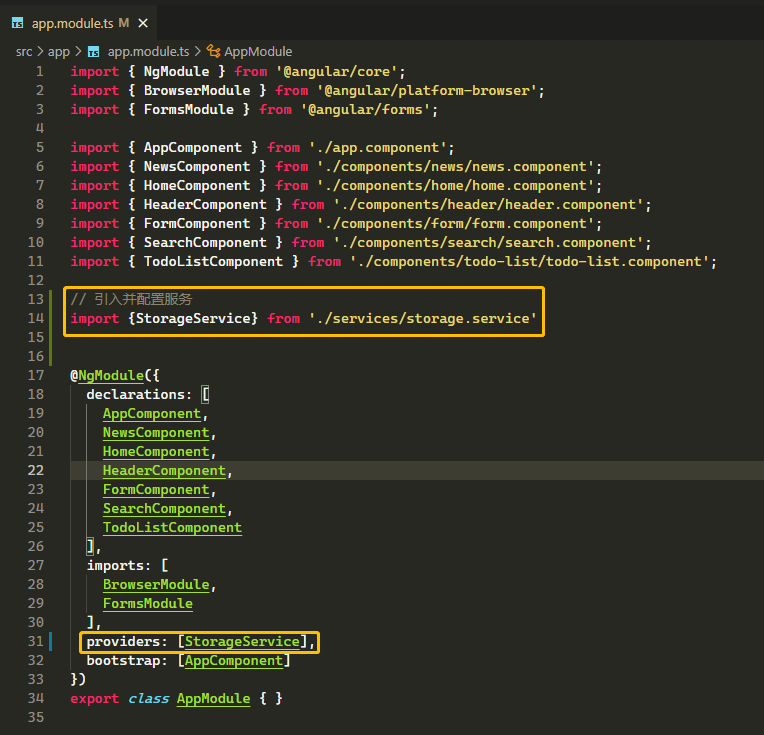 TS app.module.ts M ×
src > app > TS app.module.ts > AppModule
1 import { NgModule } from '@angular/core';
2 import { BrowserModule } from '@angular/platform-browser';
3 import { FormsModule } from '@angular/forms';
4
5 import { AppComponent } from './app.component';
6 import { NewsComponent } from './components/news/news.component';
7 import { HomeComponent } from './components/home/home.component';
8 import { HeaderComponent } from './components/header/header.component';
9 import { FormComponent } from './components/form/form.component';
10 import { SearchComponent } from './components/search/search.component';
11 import { TodoListComponent } from './components/todo-list/todo-list.component';
12
13 // 引入并配置服务
14 import {StorageService} from './services/storage.service'
15
16
17 @NgModule({
18 declarations: [
19 AppComponent,
20 NewsComponent,
21 HomeComponent,
22 HeaderComponent,
23 FormComponent,
24 SearchComponent,
25 TodoListComponent
26 ],
27 imports: [
28 BrowserModule,
29 FormsModule
30 ],
31 providers: [StorageService],
32 bootstrap: [AppComponent]
33 })
34 export class AppModule { }
35